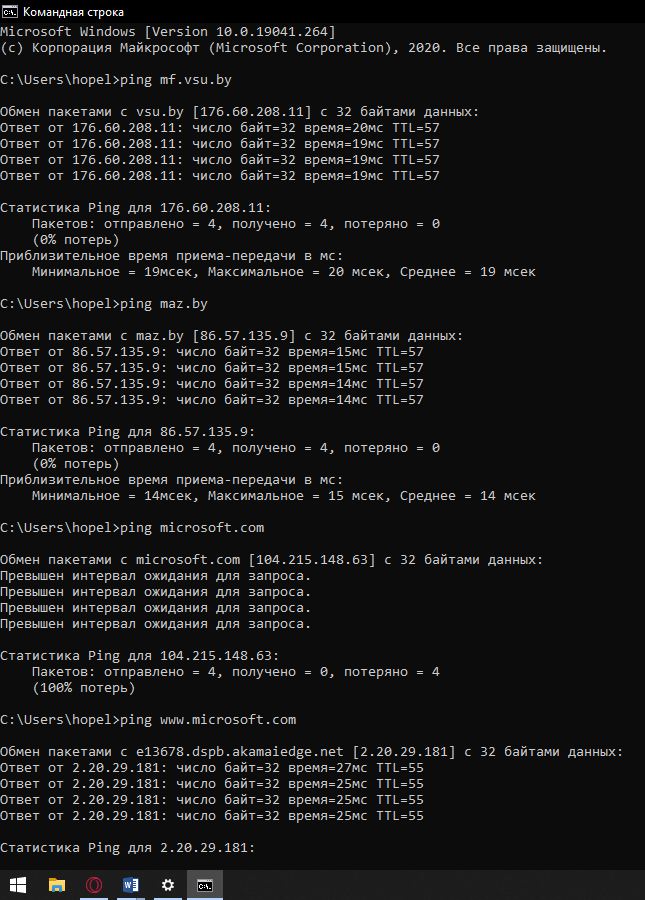 Командная строка
Microsoft Windows [Version 10.0.19041.264]
(c) Корпорация Майкрософт (Microsoft Corporation), 2020. Все права защищены.
C:\Users\hopel>ping mf.vsu.by
Обмен пакетами с vsu.by [176.60.208.11] с 32 байтами данных:
Ответ от 176.60.208.11: число байт=32 время=20мс TTL=57
Ответ от 176.60.208.11: число байт=32 время=19мс TTL=57
Ответ от 176.60.208.11: число байт=32 время=19мс TTL=57
Ответ от 176.60.208.11: число байт=32 время=19мс TTL=57
Статистика Ping для 176.60.208.11:
Пакетов: отправлено = 4, получено = 4, потеряно = 0
(0% потерь)
Приблизительное время приема-передачи в мс:
Минимальное = 19мсек, Максимальное = 20 мсек, Среднее = 19 мсек
C:\Users\hopel>ping maz.by
Обмен пакетами с maz.by [86.57.135.9] с 32 байтами данных:
Ответ от 86.57.135.9: число байт=32 время=15мс TTL=57
Ответ от 86.57.135.9: число байт=32 время=15мс TTL=57
Ответ от 86.57.135.9: число байт=32 время=14мс TTL=57
Ответ от 86.57.135.9: число байт=32 время=14мс TTL=57
Статистика Ping для 86.57.135.9:
Пакетов: отправлено = 4, получено = 4, потеряно = 0
(0% потерь)
Приблизительное время приема-передачи в мс:
Минимальное = 14мсек, Максимальное = 15 мсек, Среднее = 14 мсек
C:\Users\hopel>ping microsoft.com
Обмен пакетами с microsoft.com [104.215.148.63] с 32 байтами данных:
Превышен интервал ожидания для запроса.
Превышен интервал ожидания для запроса.
Превышен интервал ожидания для запроса.
Превышен интервал ожидания для запроса.
Статистика Ping для 104.215.148.63:
Пакетов: отправлено = 4, получено = 0, потеряно = 4
(100% потерь)
C:\Users\hopel>ping www.microsoft.com
Обмен пакетами с e13678.dspb.akamaiedge.net [2.20.29.181] с 32 байтами данных:
Ответ от 2.20.29.181: число байт=32 время=27мс TTL=55
Ответ от 2.20.29.181: число байт=32 время=25мс TTL=55
Ответ от 2.20.29.181: число байт=32 время=25мс TTL=55
Ответ от 2.20.29.181: число байт=32 время=25мс TTL=55
Статистика Ping для 2.20.29.181: